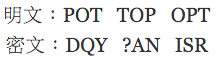 明文：POT TOP OPT
密文：DQY ?AN ISR